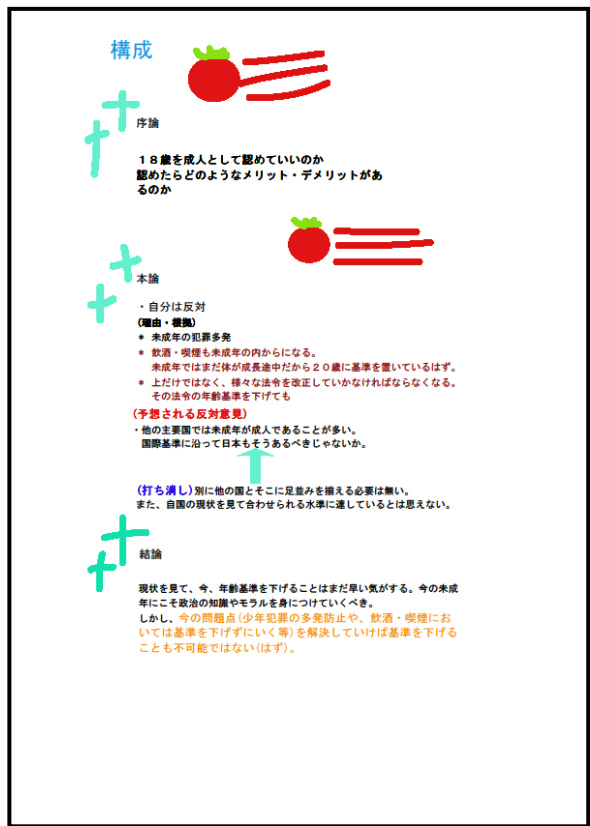 構成
序論
１８歳を成人として認めていいのか
認めたらどのようなメリット・デメリットがあ
るのか
本論
・自分は反対
(理由・根拠)
* 未成年の犯罪多発
* 飲酒・喫煙も未成年の内からになる。
未成年ではまだ体が成長途中だから２０歳に基準を置いているはず。
* 上だけではなく、様々な法令を改正していかなければならなくなる。
その法令の年齢基準を下げても
(予想される反対意見)
・他の主要国では未成年が成人であることが多い。
国際基準に沿って日本もそうあるべきじゃないか。
(打ち潰し)別に他の国とそこに足並みを揃える必要は無い。
また、自国の現状を見て合わせられる水準に達しているとは思えない。
結論
現状を見て、今、年齢基準を下げることはまだ早い気がする。今の未成
年にこそ政治の知識やモラルを身につけていくべき。
しかし、今の問題点(少年犯罪の多発防止や、飲酒・喫煙にお
いては基準を下げずにいく等)を解決していけば基準を下げる
ことも不可能ではない(はず)。